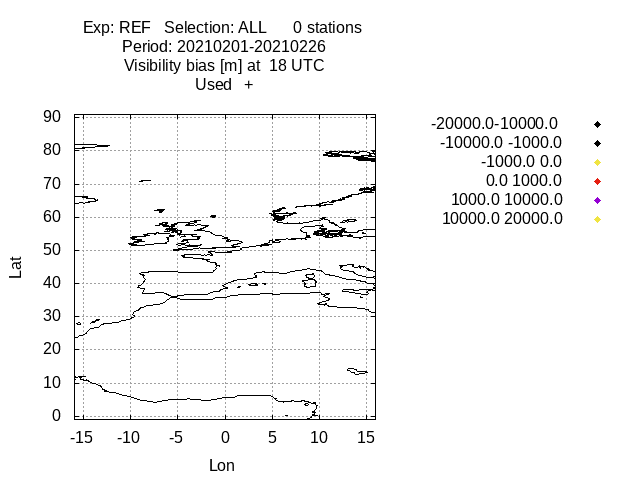 Exp: REF   Selection: ALL      0 stations
Period: 20210201-20210226
Visibility bias [m] at  18 UTC
Used   +
-20000.0-10000.0
-10000.0 -1000.0
-1000.0 0.0
0.0 1000.0
1000.0 10000.0
10000.0 20000.0
90
80
70
60
50
40
30
20
10
0
Lat
-15 -10 -5 0 5 10 15
Lon